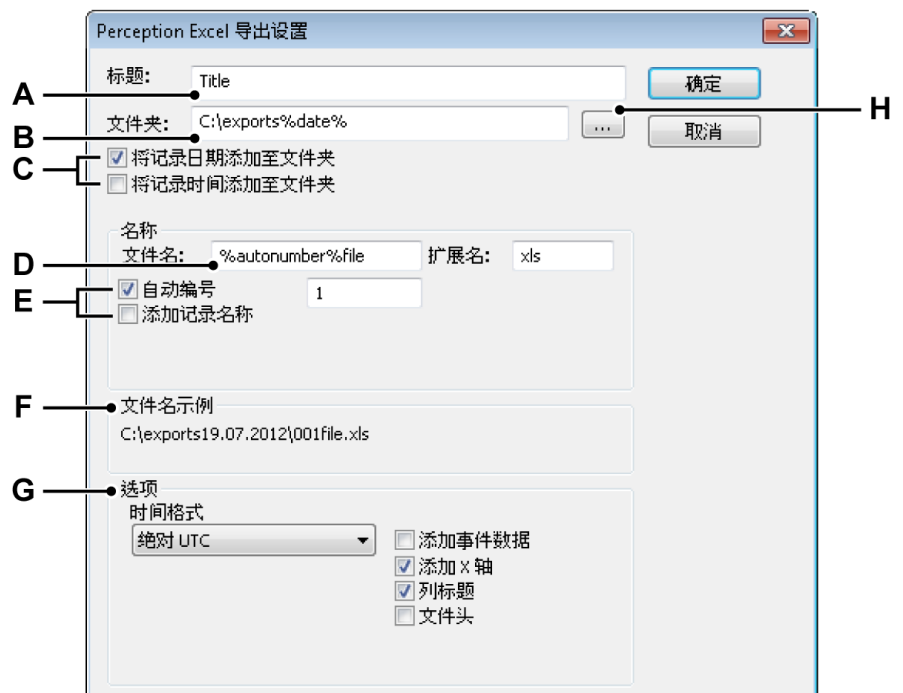 Perception Excel 导出设置
标题: Title 确定
A
文件夹: C:\exports%date% ... 取消
H
B
C
将记录日期添加至文件夹
将记录时间添加至文件夹
名称
文件名: %autonumber%file 扩展名: xls
D
自动编号 1
E
添加记录名称
F 文件名示例
C:\exports19.07.2012\001file.xls
G 选项
时间格式
绝对 UTC
添加事件数据
添加 X 轴
列标题
文件头